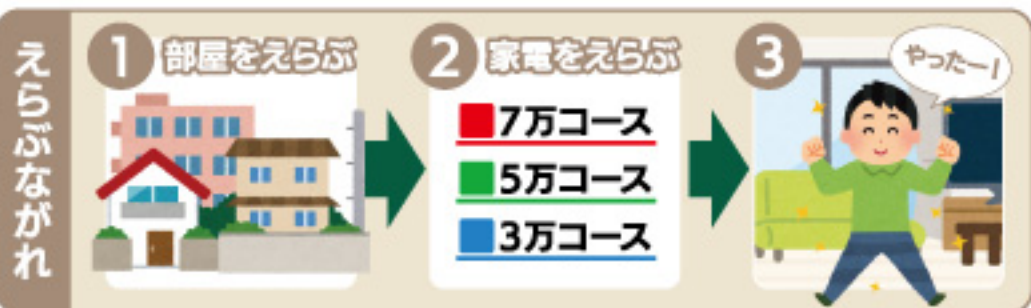 えらぶながれ
1 部屋をえらぶ
2 家電をえらぶ
7万コース
5万コース
3万コース
3
やったー!